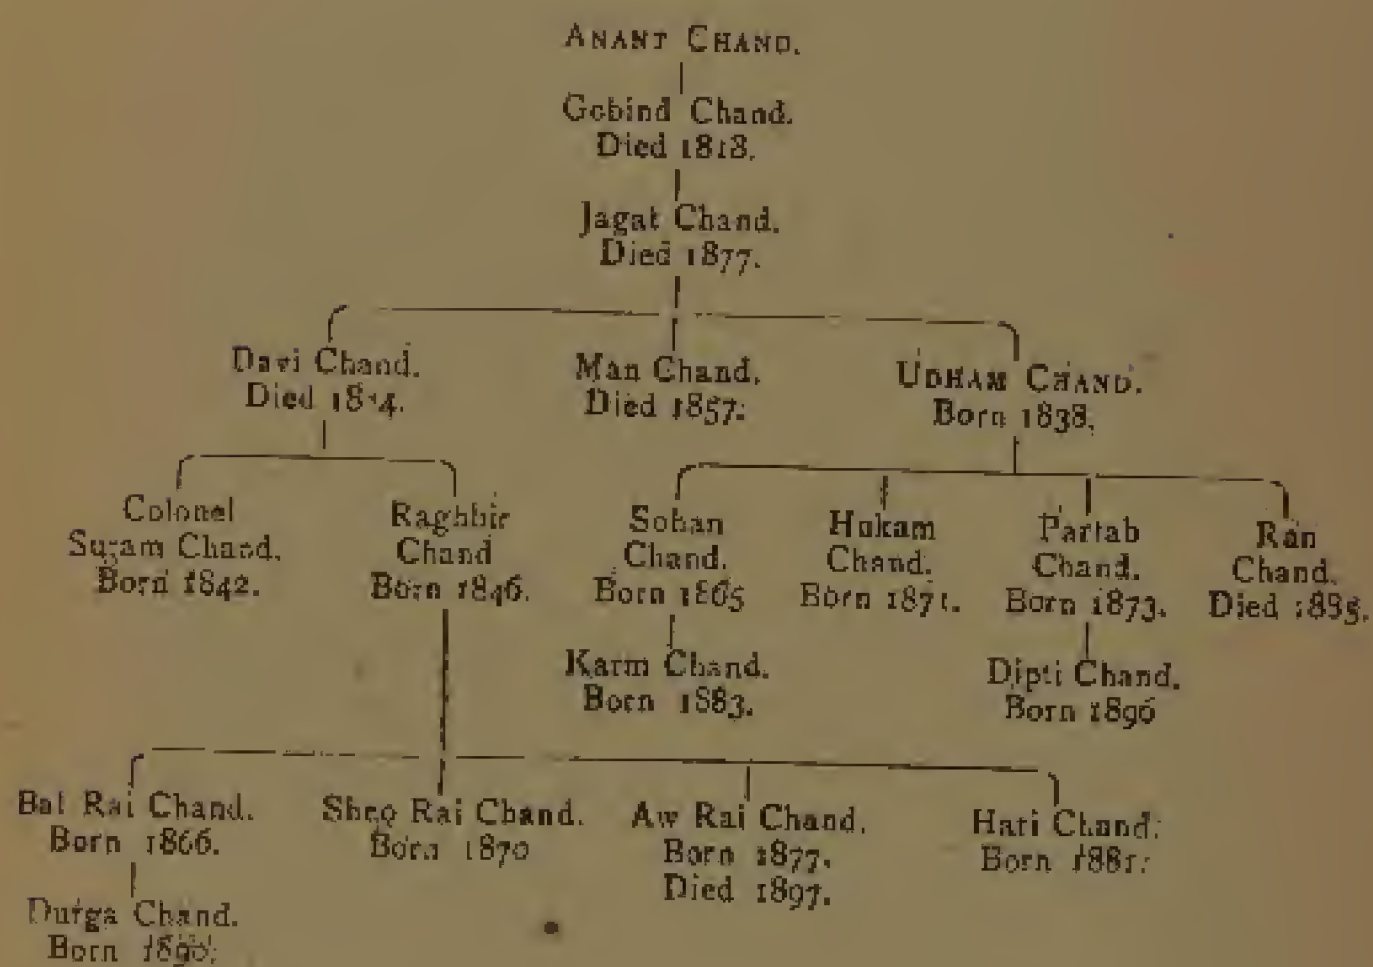 ANANT CHAND.
Gobind Chand.
Died 1818.
Jagat Chand.
Died 1877.
Davi Chand.
Died
Man Chand.
Died 1857.
UDHAM CHAND.
Born 1838.
Colonel
Chand.
Born 1842.
Raghbir
Chand
Born 1846.
Sohan
Chand.
Born 1865
Hukam
Chand.
Born 1871.
Partab
Chand.
Born 1873.
Ran
Chand.
Died 1885.
Karm Chand.
Born 1883.
Dipti Chand.
Born 1896
Bal Rai Chand.
Born 1866.
Sheo Rai Chand.
Born 1870
Aw Rai Chand.
Born 1877.
Died 1897.
Hari Chand.
Born 1881.
Durga Chand.
Born